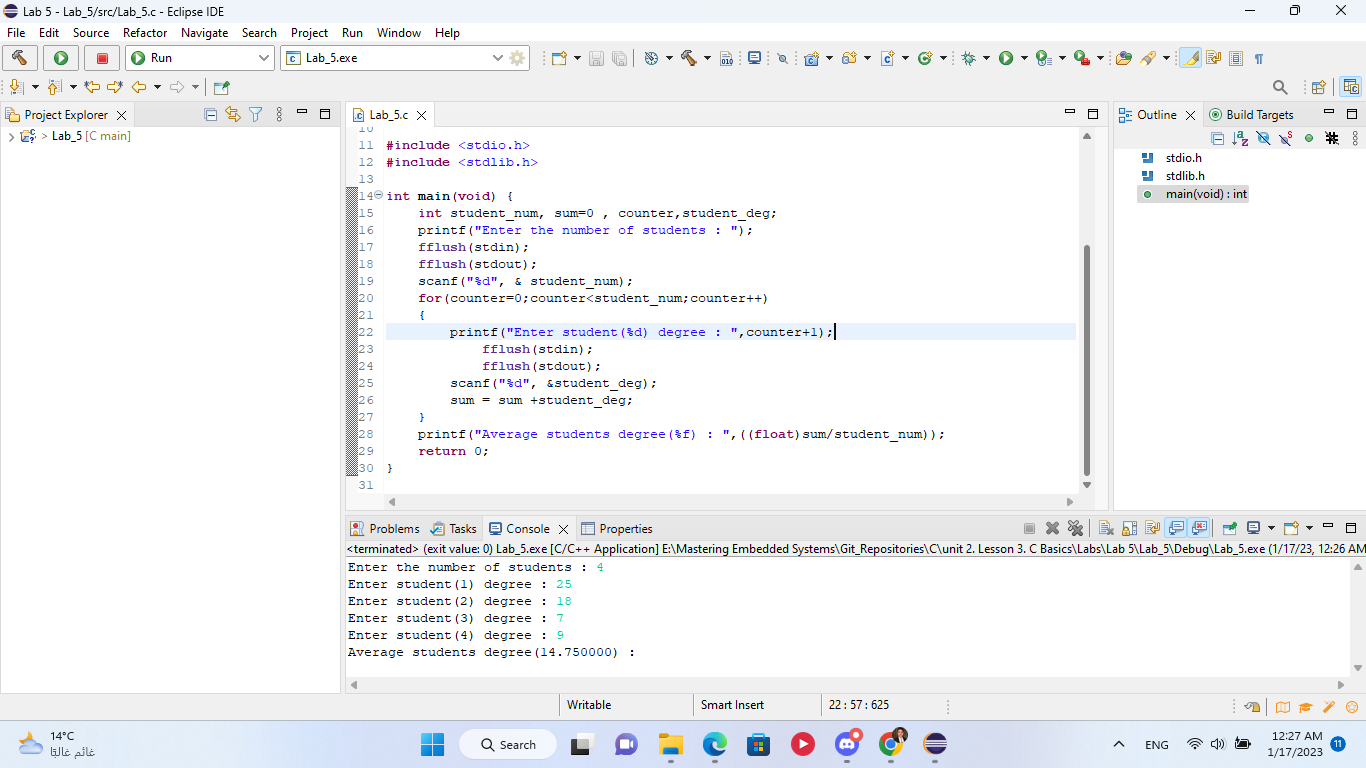 Lab 5 - Lab_5/src/Lab_5.c - Eclipse IDE
File Edit Source Refactor Navigate Search Project Run Window Help
Run Lab_5.exe
Project Explorer
> Lab_5 [C main]
Lab_5.c
10
11 #include <stdio.h>
12 #include <stdlib.h>
13
14 int main(void) {
15 int student_num, sum=0 , counter,student_deg;
16 printf("Enter the number of students : ");
17 fflush(stdin);
18 fflush(stdout);
19 scanf("%d", & student_num);
20 for(counter=0;counter<student_num;counter++)
21 {
22 printf("Enter student(%d) degree : ",counter+1);
23 fflush(stdin);
24 fflush(stdout);
25 scanf("%d", &student_deg);
26 sum = sum +student_deg;
27 }
28 printf("Average students degree(%f) : ",((float)sum/student_num));
29 return 0;
30 }
31
Outline Build Targets
stdio.h
stdlib.h
main(void) : int
Problems Tasks Console Properties
<terminated> (exit value: 0) Lab_5.exe [C/C++ Application] E:\Mastering Embedded Systems\Git_Repositories\C\unit 2. Lesson 3. C Basics\Labs\Lab 5\Lab_5\Debug\Lab_5.exe (1/17/23, 12:26 AM
Enter the number of students : 4
Enter student(1) degree : 25
Enter student(2) degree : 18
Enter student(3) degree : 7
Enter student(4) degree : 9
Average students degree(14.750000) :
Writable Smart Insert 22 : 57 : 625
14°C
غائم غالبًا
Search
ENG
12:27 AM
1/17/2023
11